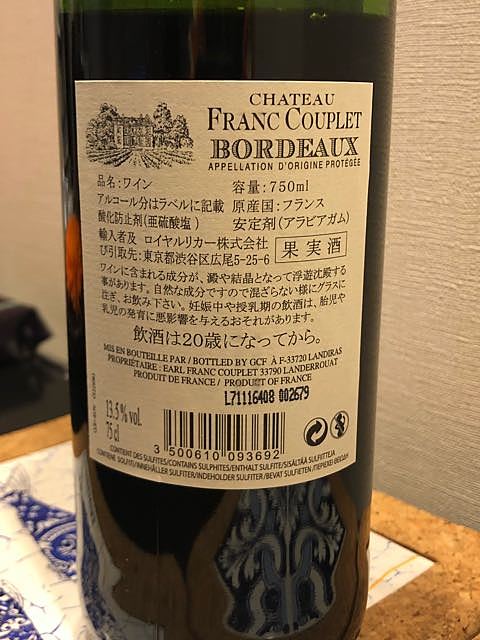 CHATEAU
FRANC COUPLET
BORDEAUX
APPELLATION D'ORIGINE PROTÉGÉE
品名:ワイン 容量:750ml
アルコール分はラベルに記載 原産国:フランス
酸化防止剤(亜硫酸塩) 安定剤(アラビアガム)
輸入者及 ロイヤルリカー株式会社 果実酒
び引取先:東京都渋谷区広尾5-25-6
ワインに含まれる成分が、澱や結晶となって浮遊沈殿する
事があります。自然な成分ですので混ざらない様にグラスに
注ぎ、お飲み下さい。妊娠中や授乳期の飲酒は、胎児や
乳児の発育に悪影響を与えるおそれがあります。
飲酒は20歳になってから。
MIS EN BOUTEILLE PAR / BOTTLED BY GCF À F-33720 LANDIRAS
PROPRIÉTAIRE : EARL FRANC COUPLET 33790 LANDERROUAT
PRODUIT DE FRANCE / PRODUCT OF FRANCE
L71116408 002679
13.5% vol.
75 cl
3 500610 093692
CONTIENT DES SULFITES/CONTAINS SULPHITES/ENTHALT SULFITE/SISÄLTÄÄ SULFIITTEJA
CONTIENE SOLFITI/INNEHÅLLER SULFITER/INDEHOLDER SULFITER/BEVAT SULFIETEN